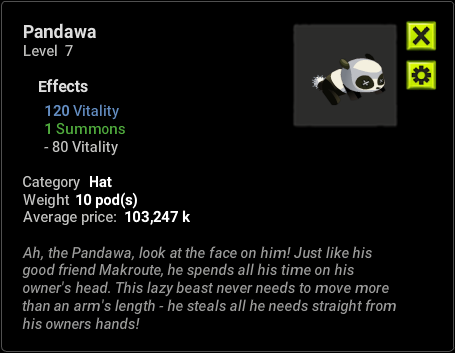 Pandawa
Level 7
Effects
120 Vitality
1 Summons
- 80 Vitality
Category Hat
Weight 10 pod(s)
Average price: 103,247 k
Ah, the Pandawa, look at the face on him! Just like his
good friend Makroute, he spends all his time on his
owner's head. This lazy beast never needs to move more
than an arm's length - he steals all he needs straight from
his owners hands!